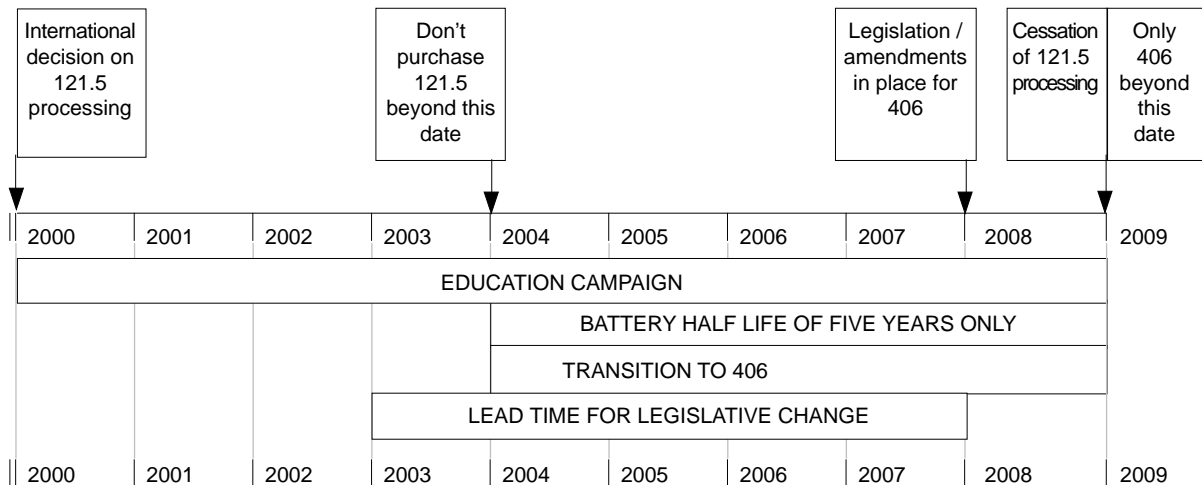 International
decision on
121.5
processing
Don't
purchase
121.5
beyond this
date
Legislation /
amendments
in place for
406
Cessation
of 121.5
processing
Only
406
beyond
this
date
2000 2001 2002 2003 2004 2005 2006 2007 2008 2009
EDUCATION CAMPAIGN
BATTERY HALF LIFE OF FIVE YEARS ONLY
TRANSITION TO 406
LEAD TIME FOR LEGISLATIVE CHANGE
2000 2001 2002 2003 2004 2005 2006 2007 2008 2009